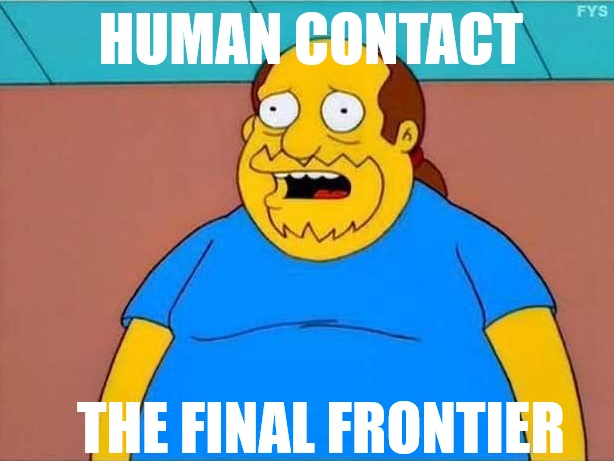 FYS
HUMAN CONTACT
THE FINAL FRONTIER